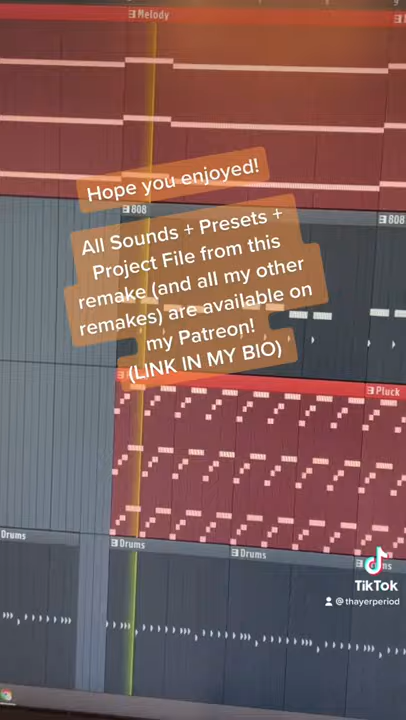 Melody
Hope you enjoyed!
808
808
All Sounds + Presets +
Project File from this
remake (and all my other
remakes) are available on
my Patreon!
(LINK IN MY BIO)
Pluck
Drums
Drums
Drums
TikTok
@thayerperiod